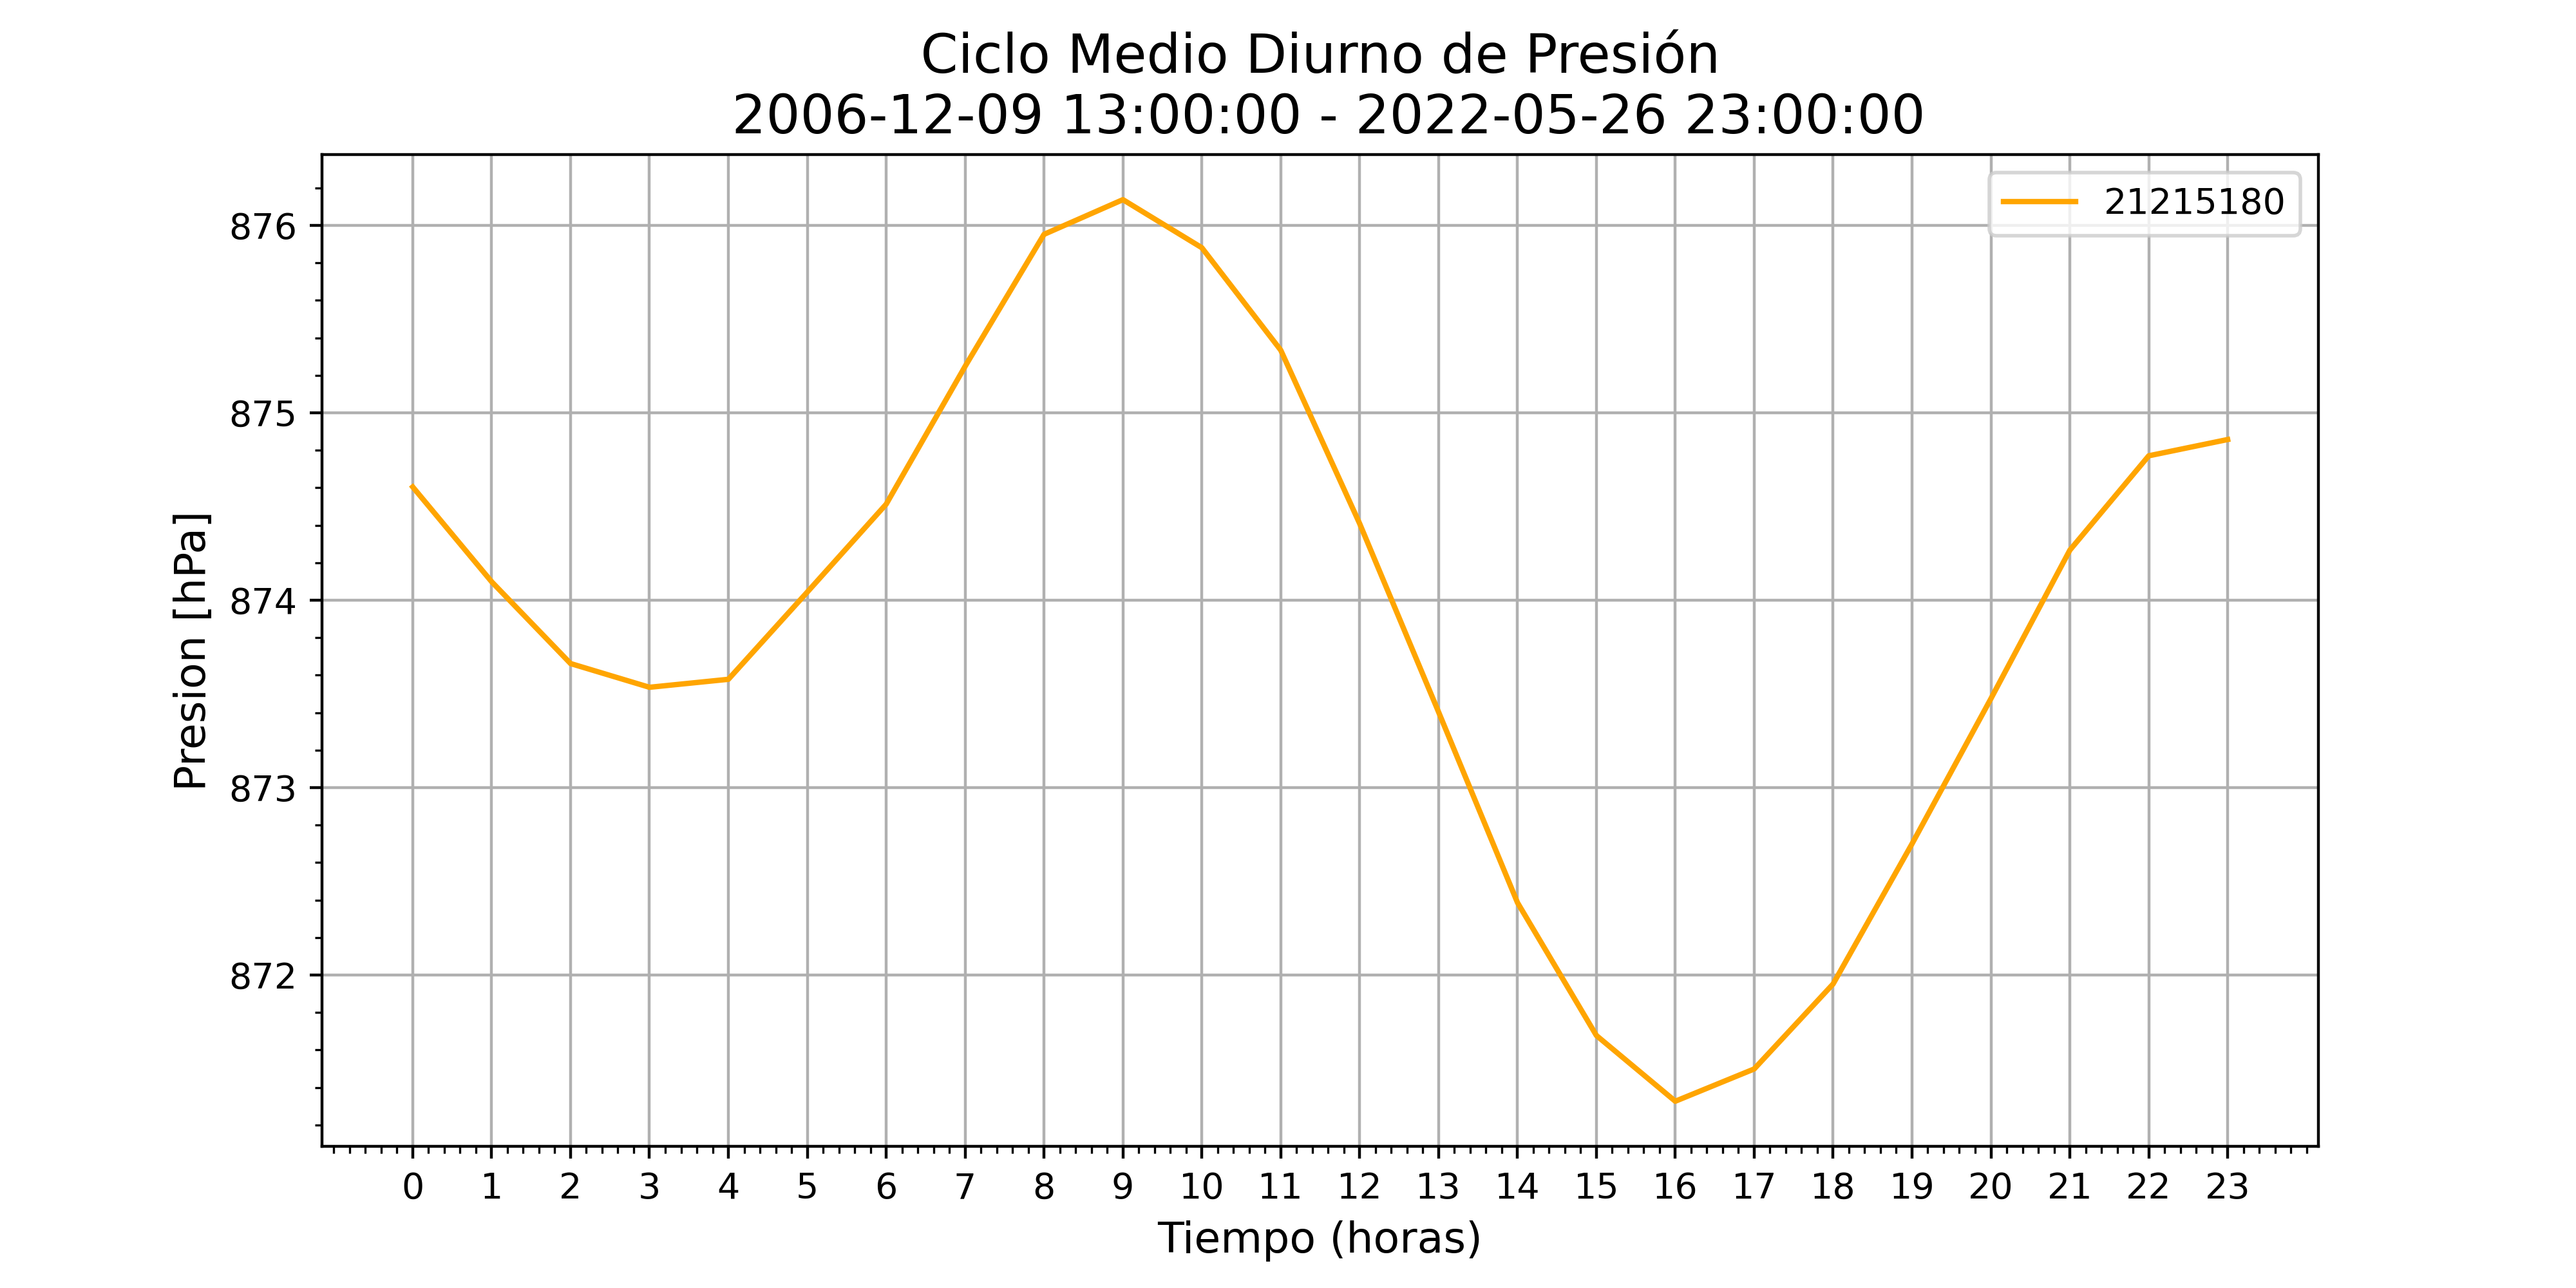 Ciclo Medio Diurno de Presión
2006-12-09 13:00:00 - 2022-05-26 23:00:00
21215180
876
875
874
873
872
Presion [hPa]
0 1 2 3 4 5 6 7 8 9 10 11 12 13 14 15 16 17 18 19 20 21 22 23
Tiempo (horas)